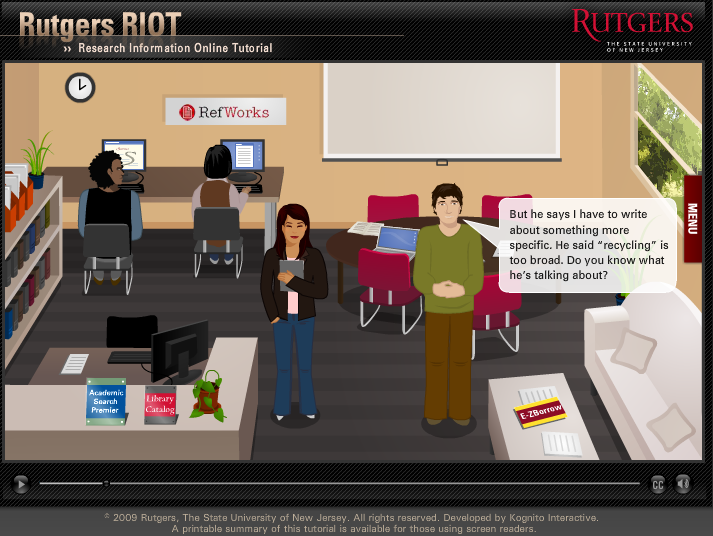 Rutgers RIOT
›› Research Information Online Tutorial
RUTGERS
THE STATE UNIVERSITY
OF NEW JERSEY
RefWorks
But he says I have to write
about something more
specific. He said “recycling” is
too broad. Do you know what
he's talking about?
MENU
Academic
Search
Premier
Library
Catalog
E-ZBorrow
CC
© 2009 Rutgers, The State University of New Jersey. All rights reserved. Developed by Kognito Interactive.
A printable summary of this tutorial is available for those using screen readers.